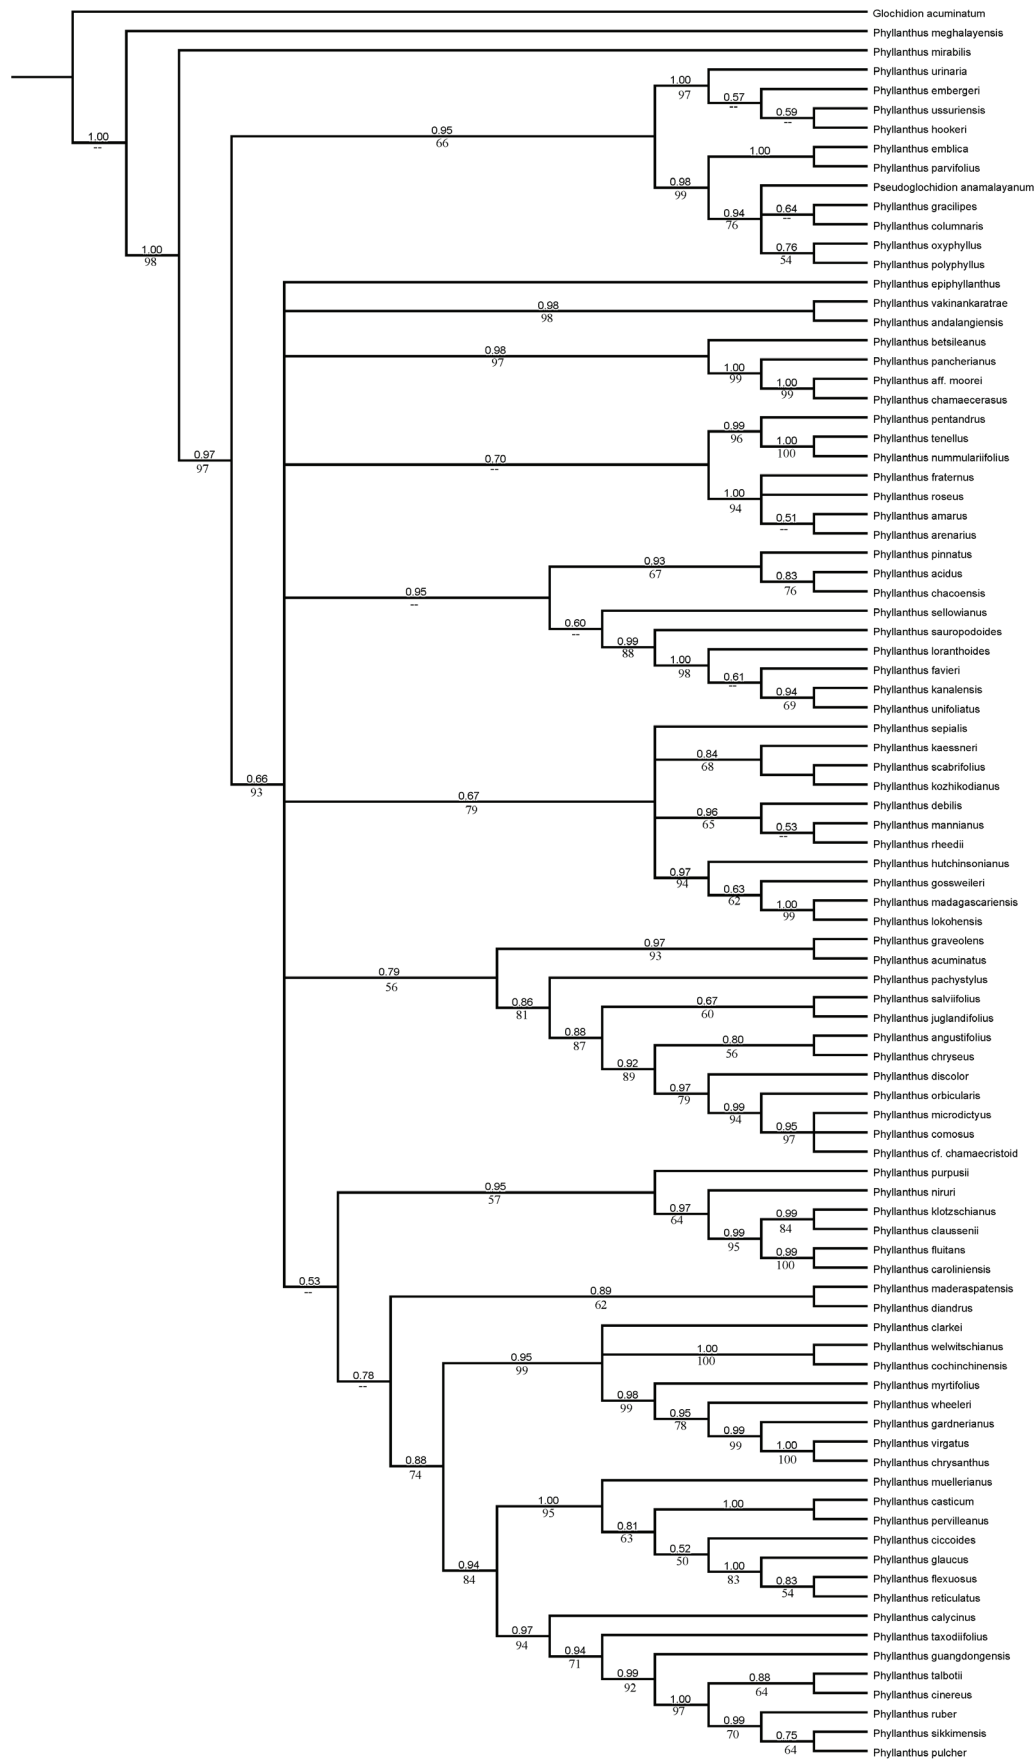 Glochidion acuminatum
Phyllanthus meghalayensis
Phyllanthus mirabilis
Phyllanthus urinaria
1.00
97
Phyllanthus embergeri
0.57
--
Phyllanthus ussuriensis
0.59
--
Phyllanthus hookeri
0.95
66
1.00
--
Phyllanthus emblica
1.00
Phyllanthus parvifolius
0.98
99
Pseudoglochidion anamalayanum
Phyllanthus gracilipes
0.64
--
0.94
76
Phyllanthus columnaris
Phyllanthus oxyphyllus
0.76
54
1.00
98
Phyllanthus polyphyllus
Phyllanthus epiphyllanthus
Phyllanthus vakinankaratrae
0.98
98
Phyllanthus andalangiensis
Phyllanthus betsileanus
0.98
97
Phyllanthus pancherianus
1.00
99
Phyllanthus aff. moorei
1.00
99
Phyllanthus chamaecerasus
Phyllanthus pentandrus
0.99
96
Phyllanthus tenellus
1.00
100
Phyllanthus nummulariifolius
0.97
97
0.70
--
Phyllanthus fraternus
Phyllanthus roseus
1.00
94
Phyllanthus amarus
0.51
--
Phyllanthus arenarius
Phyllanthus pinnatus
0.93
67
Phyllanthus acidus
0.83
76
Phyllanthus chacoensis
0.95
--
Phyllanthus sellowianus
0.60
--
Phyllanthus sauropodoides
0.99
88
Phyllanthus loranthoides
1.00
98
Phyllanthus favieri
0.61
--
Phyllanthus kanalensis
0.94
69
Phyllanthus unifoliatus
Phyllanthus sepialis
Phyllanthus kaessneri
0.84
68
Phyllanthus scabrifolius
Phyllanthus kozhikodianus
0.66
93
0.67
79
Phyllanthus debilis
0.96
65
Phyllanthus mannianus
0.53
--
Phyllanthus rheedii
Phyllanthus hutchinsonianus
0.97
94
Phyllanthus gossweileri
0.63
62
Phyllanthus madagascariensis
1.00
99
Phyllanthus lokohensis
Phyllanthus graveolens
0.97
93
Phyllanthus acuminatus
0.79
56
Phyllanthus pachystylus
0.86
81
Phyllanthus salviifolius
0.67
60
Phyllanthus juglandifolius
0.88
87
Phyllanthus angustifolius
0.80
56
Phyllanthus chryseus
0.92
89
Phyllanthus discolor
0.97
79
Phyllanthus orbicularis
0.99
94
Phyllanthus microdictyus
0.95
97
Phyllanthus comosus
Phyllanthus cf. chamaecristoid
Phyllanthus purpusii
0.95
57
Phyllanthus niruri
0.97
64
Phyllanthus klotzschianus
0.99
84
Phyllanthus claussenii
0.99
95
Phyllanthus fluitans
0.99
100
Phyllanthus caroliniensis
0.53
--
Phyllanthus maderaspatensis
0.89
62
Phyllanthus diandrus
Phyllanthus clarkei
Phyllanthus welwitschianus
1.00
100
0.95
99
Phyllanthus cochinchinensis
0.78
--
Phyllanthus myrtifolius
0.98
99
Phyllanthus wheeleri
0.95
78
Phyllanthus gardnerianus
0.99
99
Phyllanthus virgatus
1.00
100
Phyllanthus chrysanthus
0.88
74
Phyllanthus muellerianus
1.00
95
Phyllanthus casticum
1.00
Phyllanthus pervilleanus
0.81
63
Phyllanthus ciccoides
0.52
50
Phyllanthus glaucus
1.00
83
Phyllanthus flexuosus
0.83
54
Phyllanthus reticulatus
0.94
84
Phyllanthus calycinus
0.97
94
Phyllanthus taxodiifolius
0.94
71
Phyllanthus guangdongensis
0.99
92
Phyllanthus talbotii
0.88
64
Phyllanthus cinereus
1.00
97
Phyllanthus ruber
0.99
70
Phyllanthus sikkimensis
0.75
64
Phyllanthus pulcher